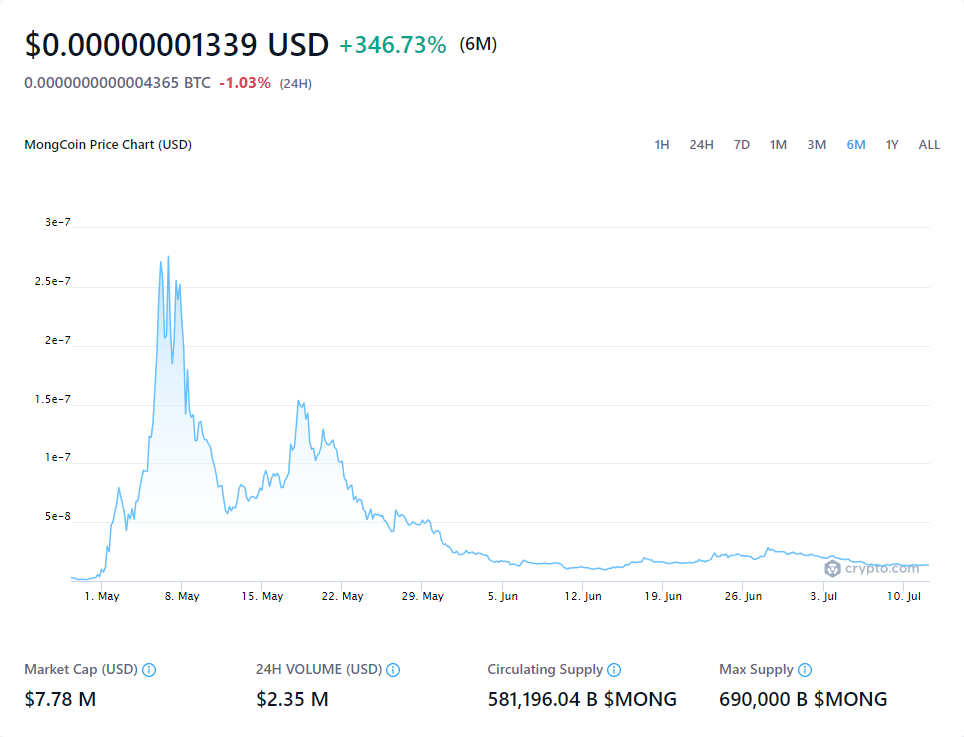 $0.00000001339 USD +346.73% (6M)
0.0000000000004365 BTC -1.03% (24H)
MongCoin Price Chart (USD) 1H 24H 7D 1M 3M 6M 1Y ALL
3e-7
2.5e-7
2e-7
1.5e-7
1e-7
5e-8
crypto.com
1. May 8. May 15. May 22. May 29. May 5. Jun 12. Jun 19. Jun 26. Jun 3. Jul 10. Jul
Market Cap (USD) 24H VOLUME (USD) Circulating Supply Max Supply
$7.78 M $2.35 M 581,196.04 B $MONG 690,000 B $MONG